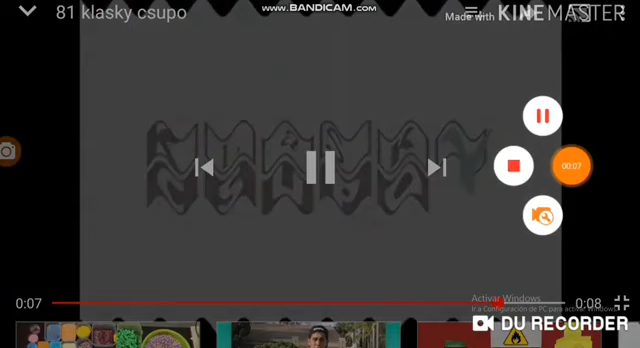 www.BANDICAM.com
81 klasky csupo
Made with KINEMASTER
00:07
0:07
0:08
Activar Windows
Ir a Configuración de PC para activar Windows.
DU RECORDER